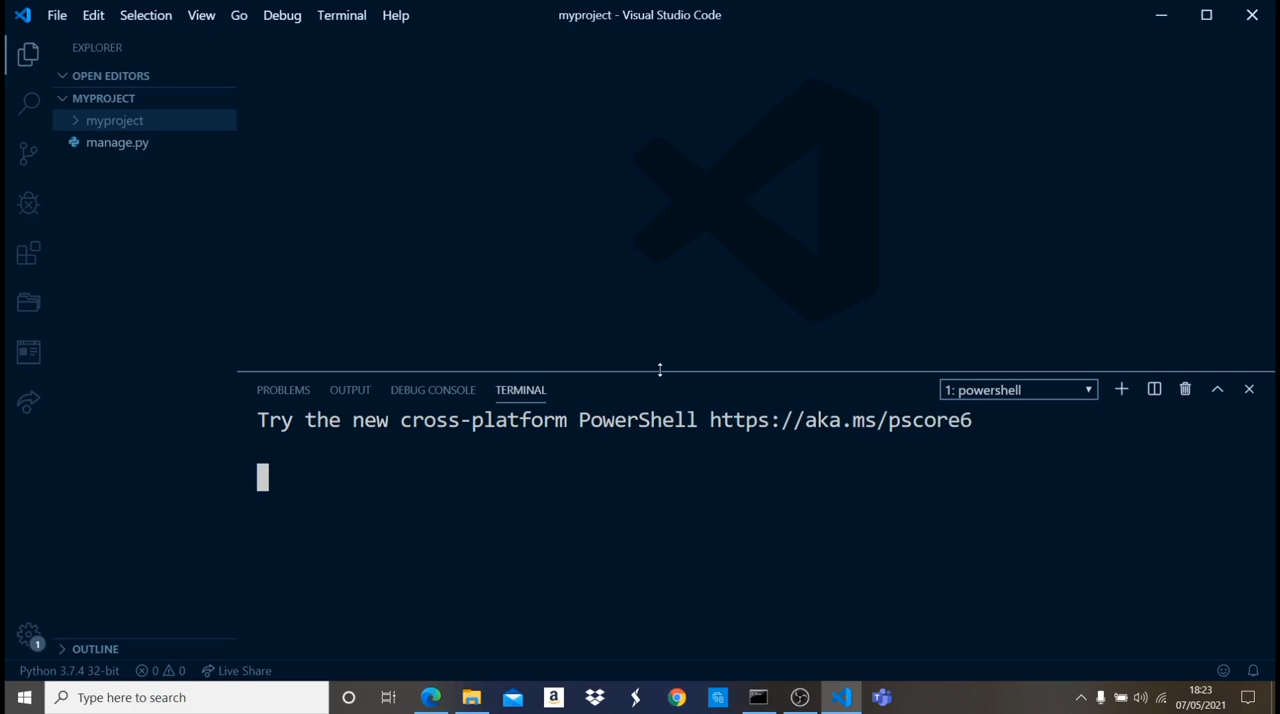 File Edit Selection View Go Debug Terminal Help
myproject - Visual Studio Code
EXPLORER
OPEN EDITORS
MYPROJECT
myproject
manage.py
PROBLEMS OUTPUT DEBUG CONSOLE TERMINAL
1: powershell
Try the new cross-platform PowerShell https://aka.ms/pscore6
1
OUTLINE
Python 3.7.4 32-bit 0 0 Live Share
Type here to search
a
18:23
07/05/2021